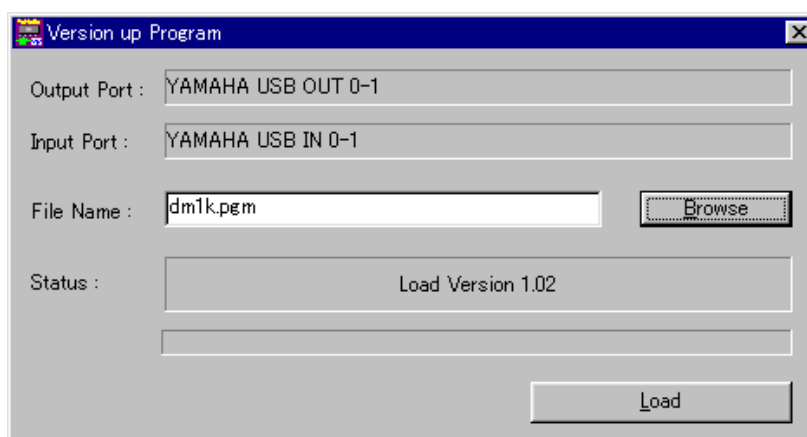 Version up Program
Output Port : YAMAHA USB OUT 0-1
Input Port : YAMAHA USB IN 0-1
File Name : dm1k.pgm Browse
Status : Load Version 1.02
Load